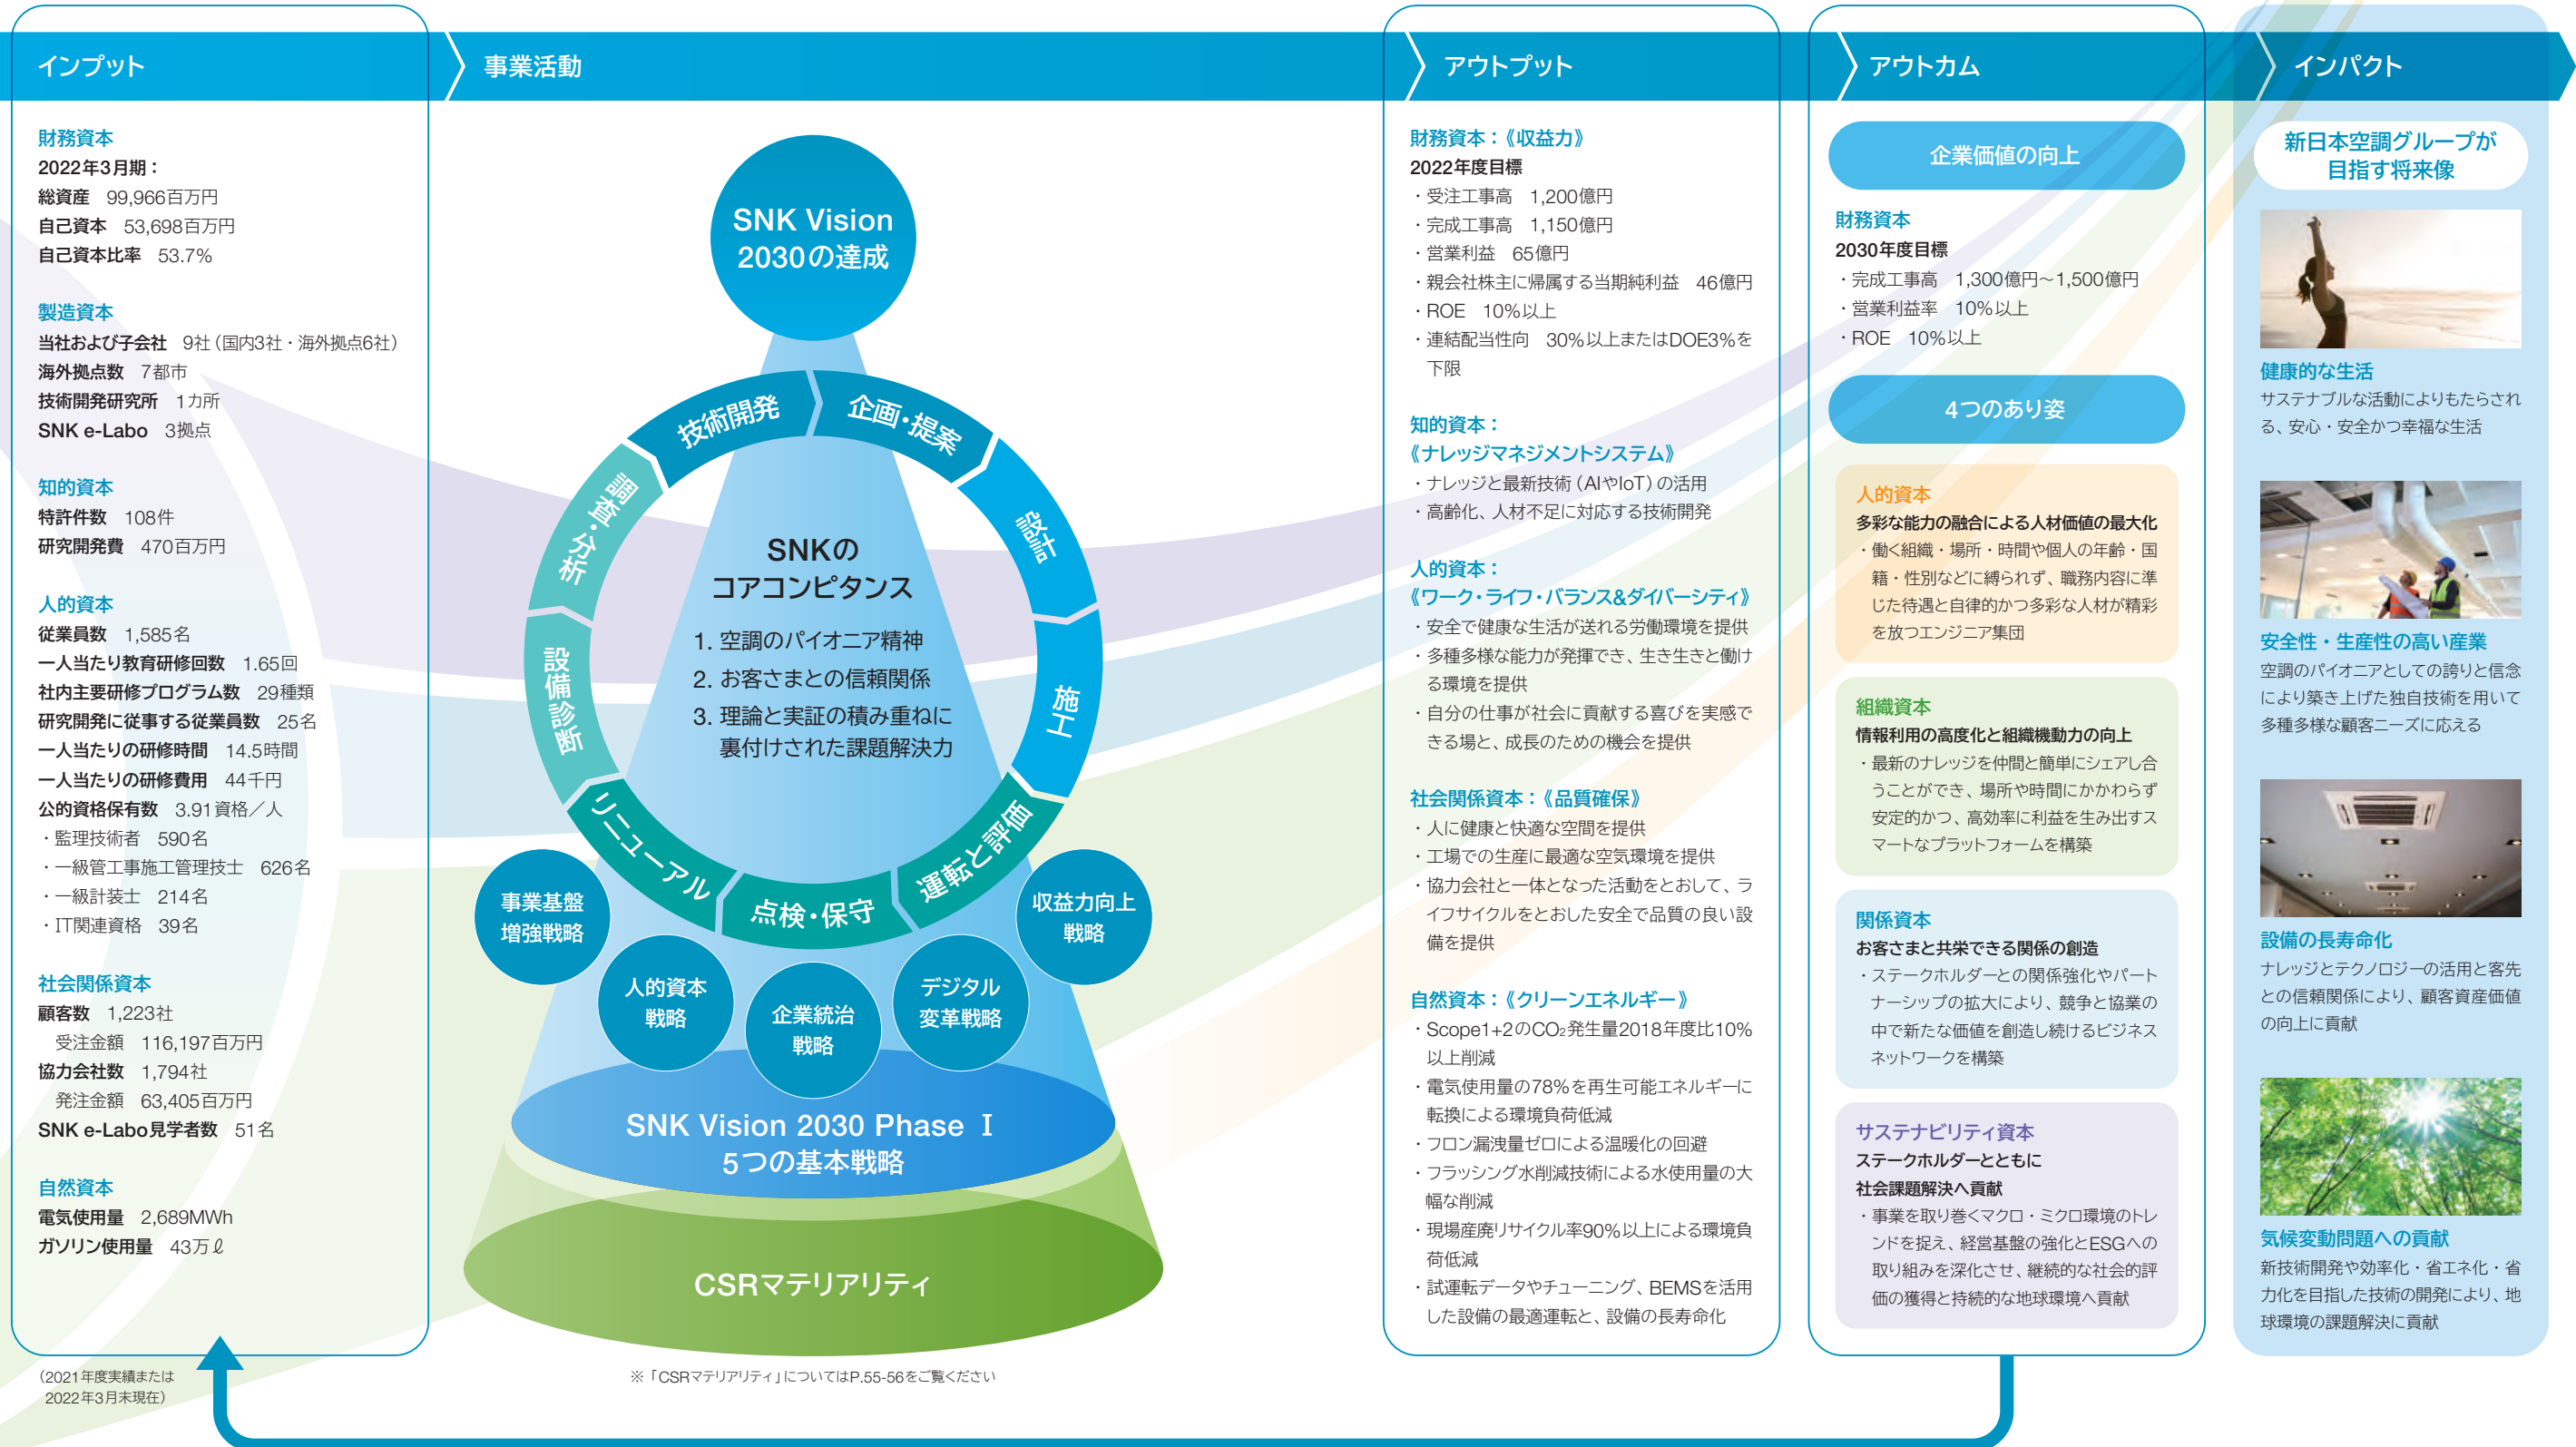 インプット
事業活動
アウトプット
アウトカム
インパクト
財務資本
2022年3月期：
総資産　99,966百万円
自己資本　53,698百万円
自己資本比率　53.7%
製造資本
当社および子会社　9社（国内3社・海外拠点6社）
海外拠点数　7都市
技術開発研究所　1カ所
SNK e-Labo　3拠点
知的資本
特許件数　108件
研究開発費　470百万円
人的資本
従業員数　1,585名
一人当たり教育研修回数　1.65回
社内主要研修プログラム数　29種類
研究開発に従事する従業員数　25名
一人当たりの研修時間　14.5時間
一人当たりの研修費用　44千円
公的資格保有数　3.91資格／人
・監理技術者　590名
・一級管工事施工管理技士　626名
・一級計装士　214名
・IT関連資格　39名
社会関係資本
顧客数　1,223社
受注金額　116,197百万円
協力会社数　1,794社
発注金額　63,405百万円
SNK e-Labo見学者数　51名
自然資本
電気使用量　2,689MWh
ガソリン使用量　43万ℓ
（2021年度実績または
2022年3月末現在）
SNK Vision
2030の達成
技術開発
企画・提案
設計
施工
運転と評価
点検・保守
リニューアル
設備診断
調査・分析
SNKの
コアコンピタンス
1. 空調のパイオニア精神
2. お客さまとの信頼関係
3. 理論と実証の積み重ねに
裏付けされた課題解決力
事業基盤
増強戦略
人的資本
戦略
企業統治
戦略
デジタル
変革戦略
収益力向上
戦略
SNK Vision 2030 Phase Ⅰ
5つの基本戦略
CSRマテリアリティ
※「CSRマテリアリティ」についてはP.55-56をご覧ください
財務資本：《収益力》
2022年度目標
・受注工事高　1,200億円
・完成工事高　1,150億円
・営業利益　65億円
・親会社株主に帰属する当期純利益　46億円
・ROE　10%以上
・連結配当性向　30%以上またはDOE3%を
下限
知的資本：
《ナレッジマネジメントシステム》
・ナレッジと最新技術（AIやIoT）の活用
・高齢化、人材不足に対応する技術開発
人的資本：
《ワーク・ライフ・バランス&ダイバーシティ》
・安全で健康な生活が送れる労働環境を提供
・多種多様な能力が発揮でき、生き生きと働け
る環境を提供
・自分の仕事が社会に貢献する喜びを実感で
きる場と、成長のための機会を提供
社会関係資本：《品質確保》
・人に健康と快適な空間を提供
・工場での生産に最適な空気環境を提供
・協力会社と一体となった活動をとおして、ラ
イフサイクルをとおした安全で品質の良い設
備を提供
自然資本：《クリーンエネルギー》
・Scope1+2のCO₂発生量2018年度比10%
以上削減
・電気使用量の78%を再生可能エネルギーに
転換による環境負荷低減
・フロン漏洩量ゼロによる温暖化の回避
・フラッシング水削減技術による水使用量の大
幅な削減
・現場産廃リサイクル率90%以上による環境負
荷低減
・試運転データやチューニング、BEMSを活用
した設備の最適運転と、設備の長寿命化
企業価値の向上
財務資本
2030年度目標
・完成工事高　1,300億円～1,500億円
・営業利益率　10%以上
・ROE　10%以上
4つのあり姿
人的資本
多彩な能力の融合による人材価値の最大化
・働く組織・場所・時間や個人の年齢・国
籍・性別などに縛られず、職務内容に準
じた待遇と自律的かつ多彩な人材が精彩
を放つエンジニア集団
組織資本
情報利用の高度化と組織機動力の向上
・最新のナレッジを仲間と簡単にシェアし合
うことができ、場所や時間にかかわらず
安定的かつ、高効率に利益を生み出すス
マートなプラットフォームを構築
関係資本
お客さまと共栄できる関係の創造
・ステークホルダーとの関係強化やパート
ナーシップの拡大により、競争と協業の
中で新たな価値を創造し続けるビジネス
ネットワークを構築
サステナビリティ資本
ステークホルダーとともに
社会課題解決へ貢献
・事業を取り巻くマクロ・ミクロ環境のトレ
ンドを捉え、経営基盤の強化とESGへの
取り組みを深化させ、継続的な社会的評
価の獲得と持続的な地球環境へ貢献
新日本空調グループが
目指す将来像
健康的な生活
サステナブルな活動によりもたらされ
る、安心・安全かつ幸福な生活
安全性・生産性の高い産業
空調のパイオニアとしての誇りと信念
により築き上げた独自技術を用いて
多種多様な顧客ニーズに応える
設備の長寿命化
ナレッジとテクノロジーの活用と客先
との信頼関係により、顧客資産価値
の向上に貢献
気候変動問題への貢献
新技術開発や効率化・省エネ化・省
力化を目指した技術の開発により、地
球環境の課題解決に貢献